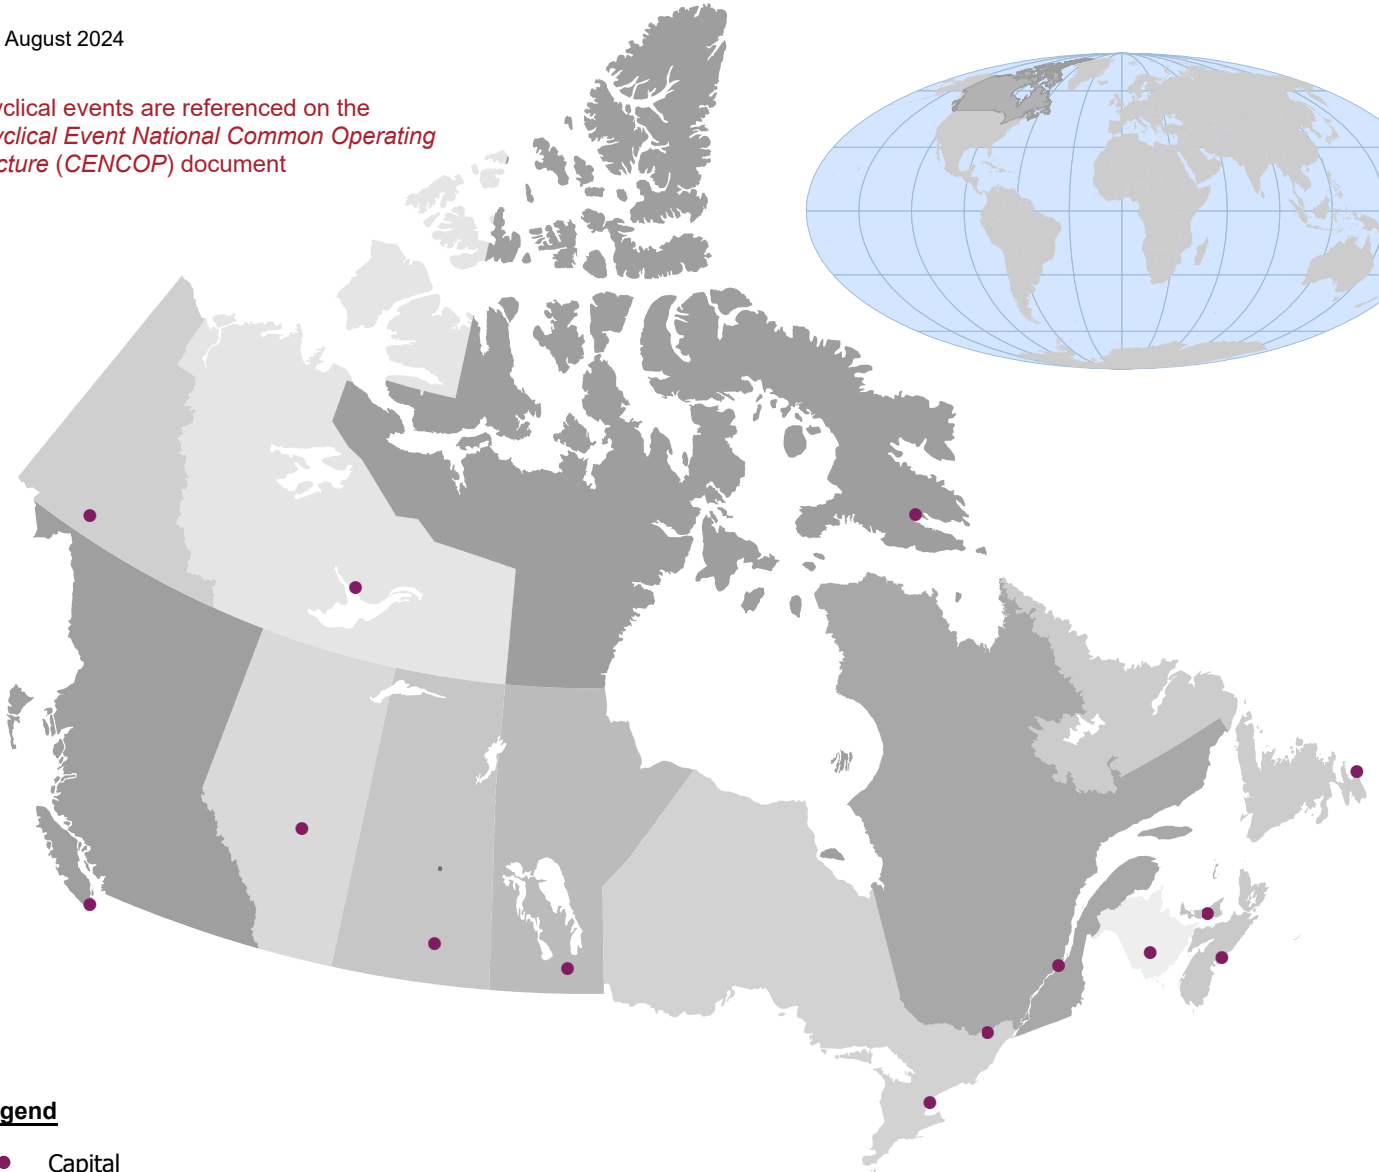 August 2024
yclical events are referenced on the
yclical Event National Common Operating
cture (CENCOP) document
gend
Capital